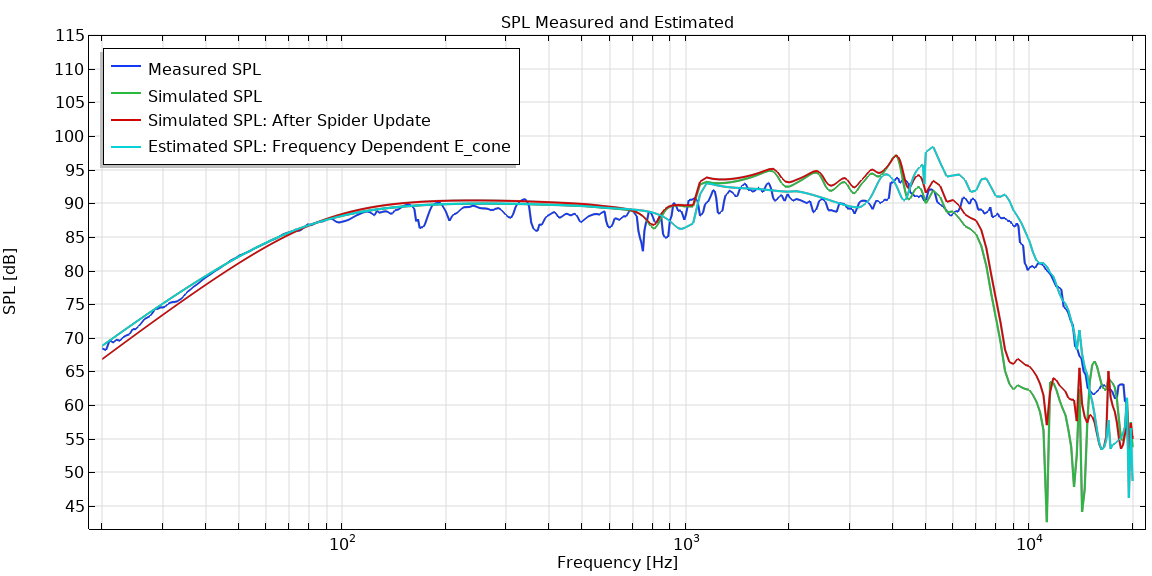 SPL Measured and Estimated
115
110
105
100
95
90
85
80
75
70
65
60
55
50
45
SPL [dB]
Measured SPL
Simulated SPL
Simulated SPL: After Spider Update
Estimated SPL: Frequency Dependent E_cone
10²
10³
10⁴
Frequency [Hz]